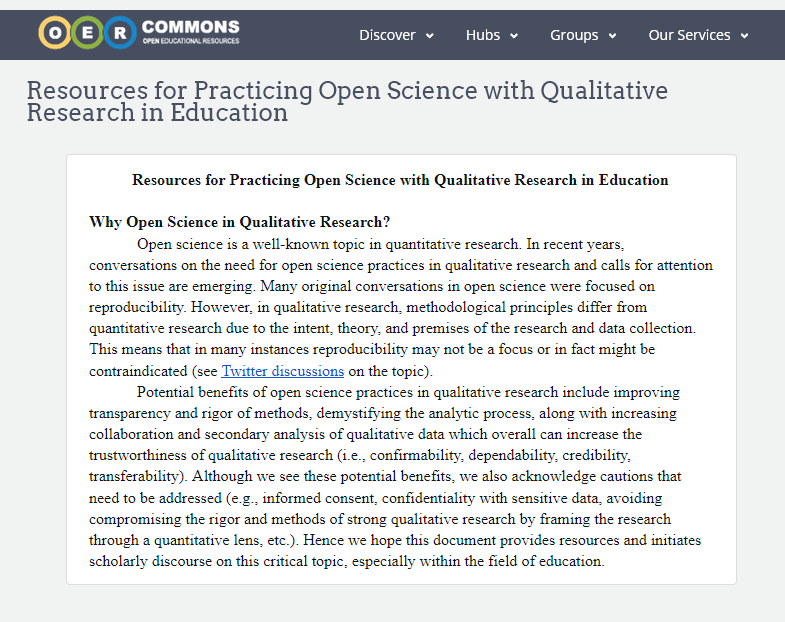 O E R COMMONS
OPEN EDUCATIONAL RESOURCES
Discover
Hubs
Groups
Our Services
Resources for Practicing Open Science with Qualitative
Research in Education
Resources for Practicing Open Science with Qualitative Research in Education
Why Open Science in Qualitative Research?
Open science is a well-known topic in quantitative research. In recent years,
conversations on the need for open science practices in qualitative research and calls for attention
to this issue are emerging. Many original conversations in open science were focused on
reproducibility. However, in qualitative research, methodological principles differ from
quantitative research due to the intent, theory, and premises of the research and data collection.
This means that in many instances reproducibility may not be a focus or in fact might be
contraindicated (see Twitter discussions on the topic).
Potential benefits of open science practices in qualitative research include improving
transparency and rigor of methods, demystifying the analytic process, along with increasing
collaboration and secondary analysis of qualitative data which overall can increase the
trustworthiness of qualitative research (i.e., confirmability, dependability, credibility,
transferability). Although we see these potential benefits, we also acknowledge cautions that
need to be addressed (e.g., informed consent, confidentiality with sensitive data, avoiding
compromising the rigor and methods of strong qualitative research by framing the research
through a quantitative lens, etc.). Hence we hope this document provides resources and initiates
scholarly discourse on this critical topic, especially within the field of education.